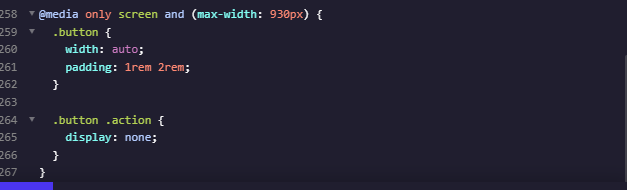 258 @media only screen and (max-width: 930px) {
259 .button {
260 width: auto;
261 padding: 1rem 2rem;
262 }
263
264 .button .action {
265 display: none;
266 }
267 }